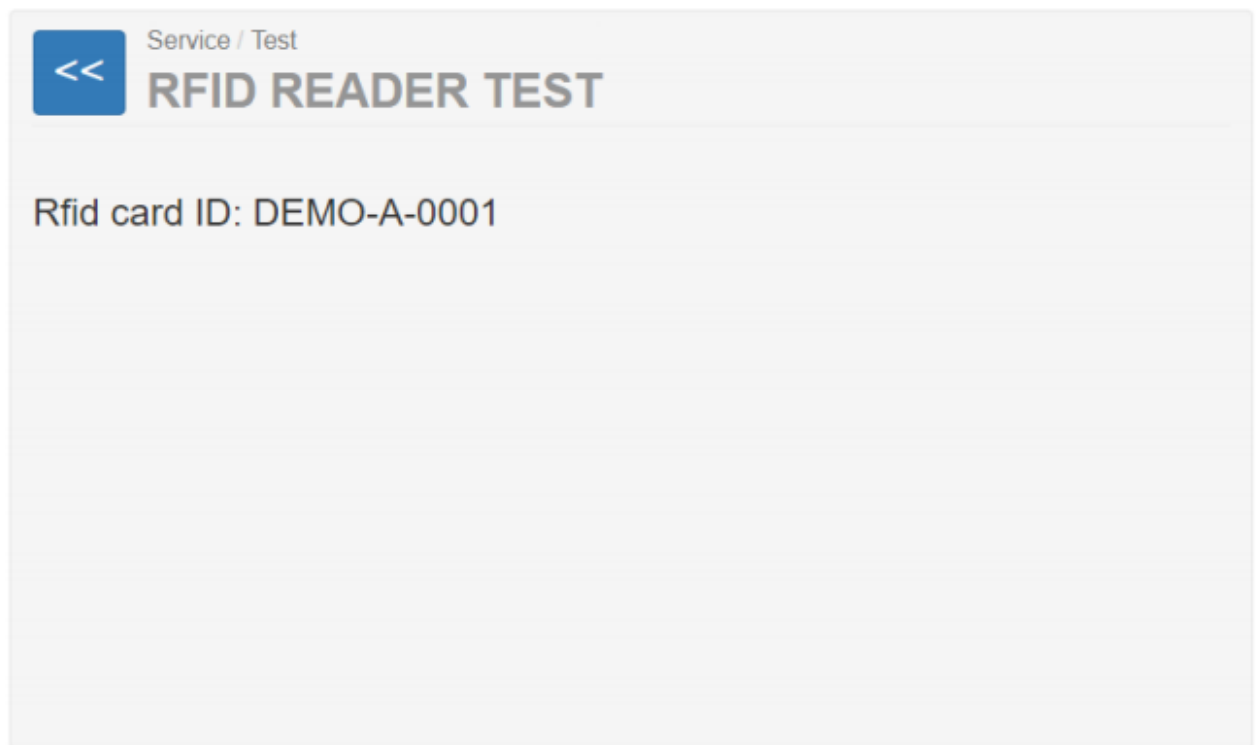 <<
Service / Test
RFID READER TEST
Rfid card ID: DEMO-A-0001